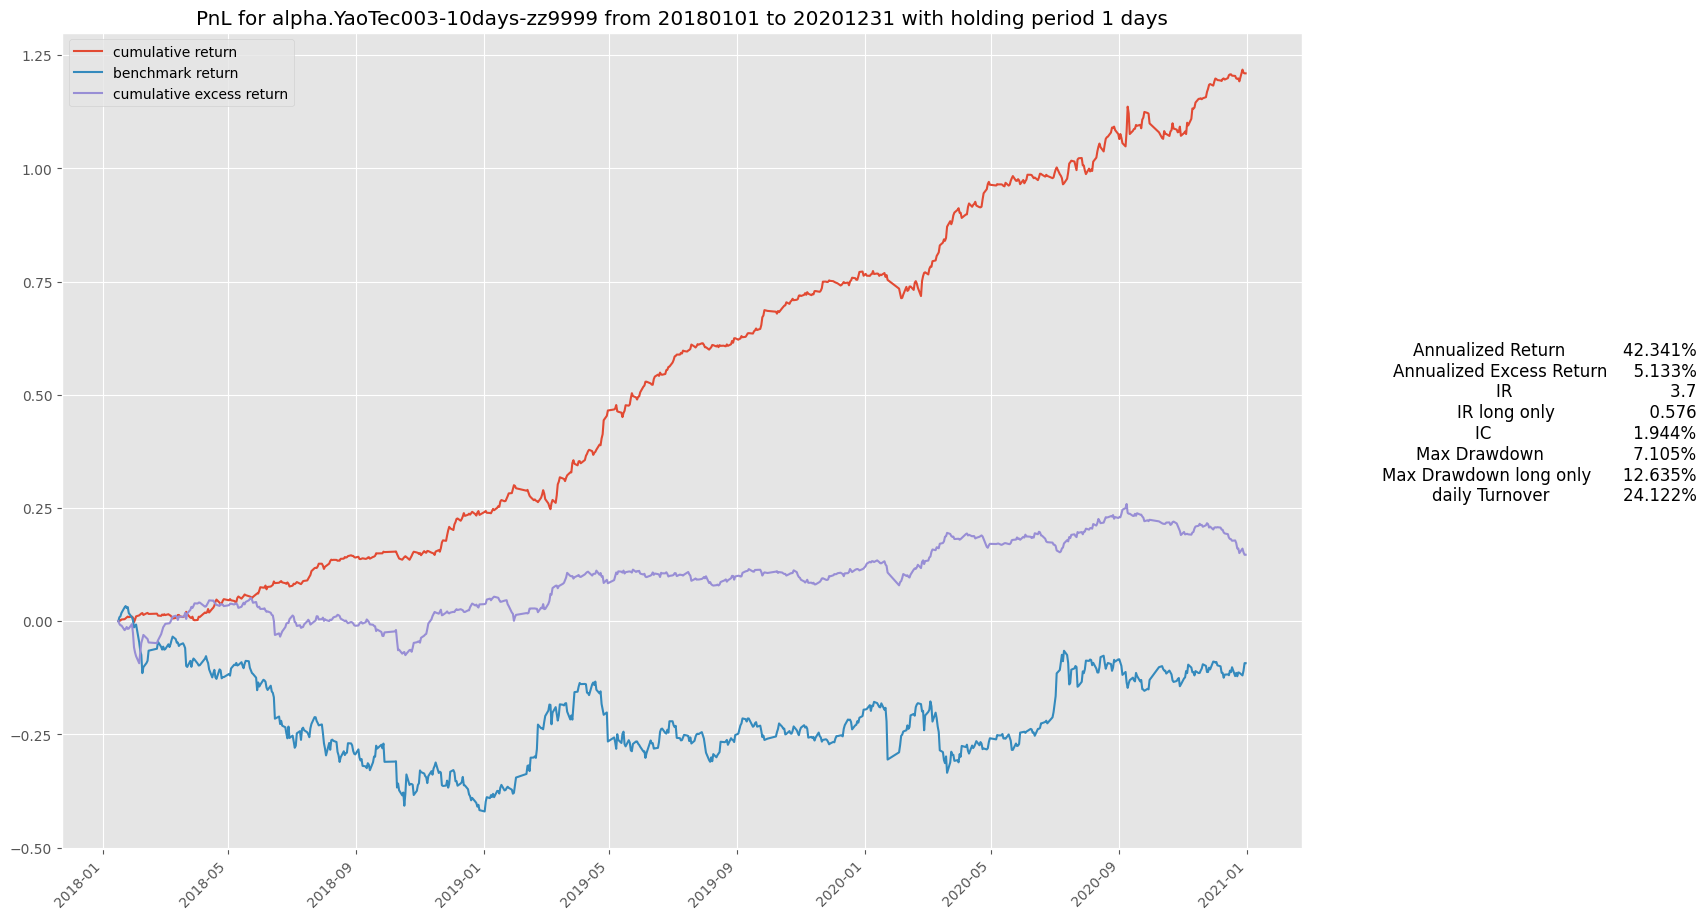 PnL for alpha.YaoTec003-10days-zz9999 from 20180101 to 20201231 with holding period 1 days
cumulative return
benchmark return
cumulative excess return
1.25
1.00
0.75
0.50
0.25
0.00
−0.25
−0.50
2018-01
2018-05
2018-09
2019-01
2019-05
2019-09
2020-01
2020-05
2020-09
2021-01
Annualized Return 42.341%
Annualized Excess Return 5.133%
IR 3.7
IR long only 0.576
IC 1.944%
Max Drawdown 7.105%
Max Drawdown long only 12.635%
daily Turnover 24.122%